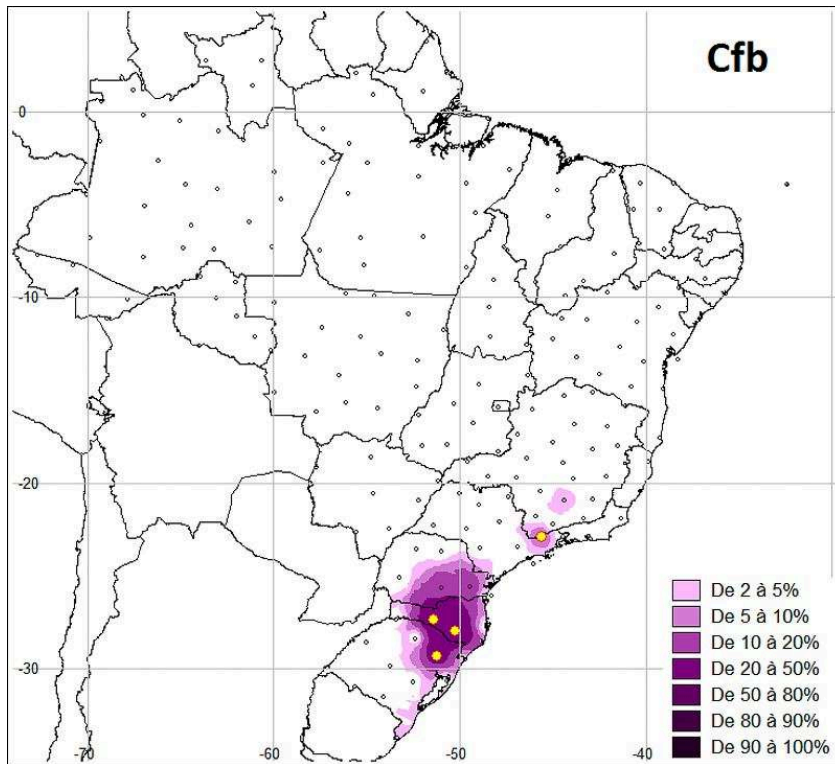 Cfb
0
-10
-20
-30
-70
-60
-50
-40
De 2 à 5%
De 5 à 10%
De 10 à 20%
De 20 à 50%
De 50 à 80%
De 80 à 90%
De 90 à 100%